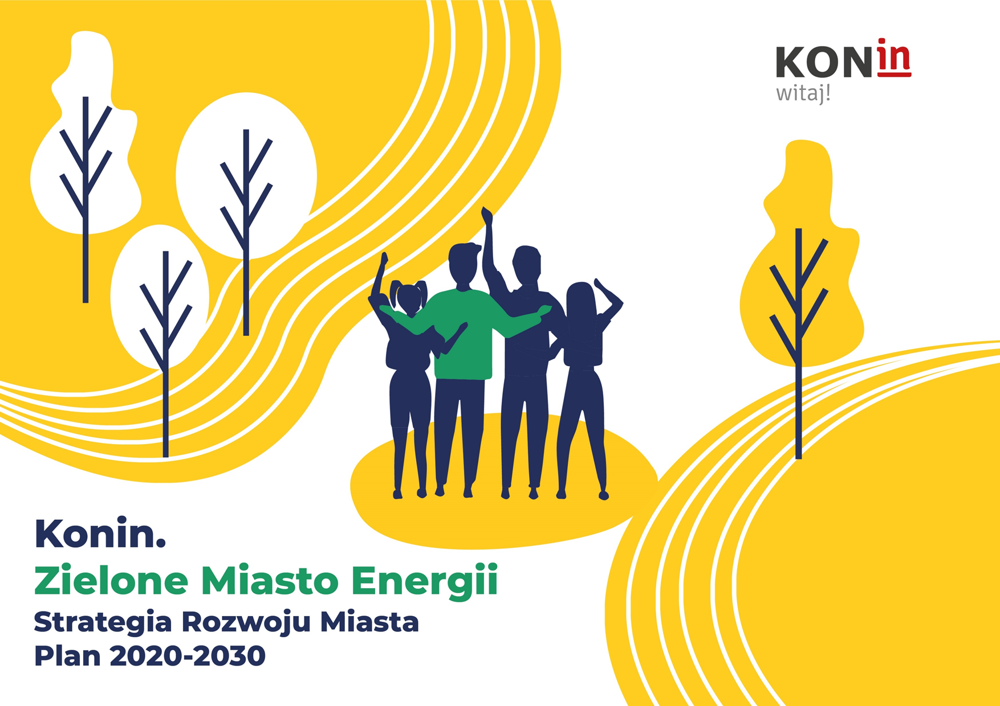 KONin
witaj!
Konin.
Zielone Miasto Energii
Strategia Rozwoju Miasta
Plan 2020-2030